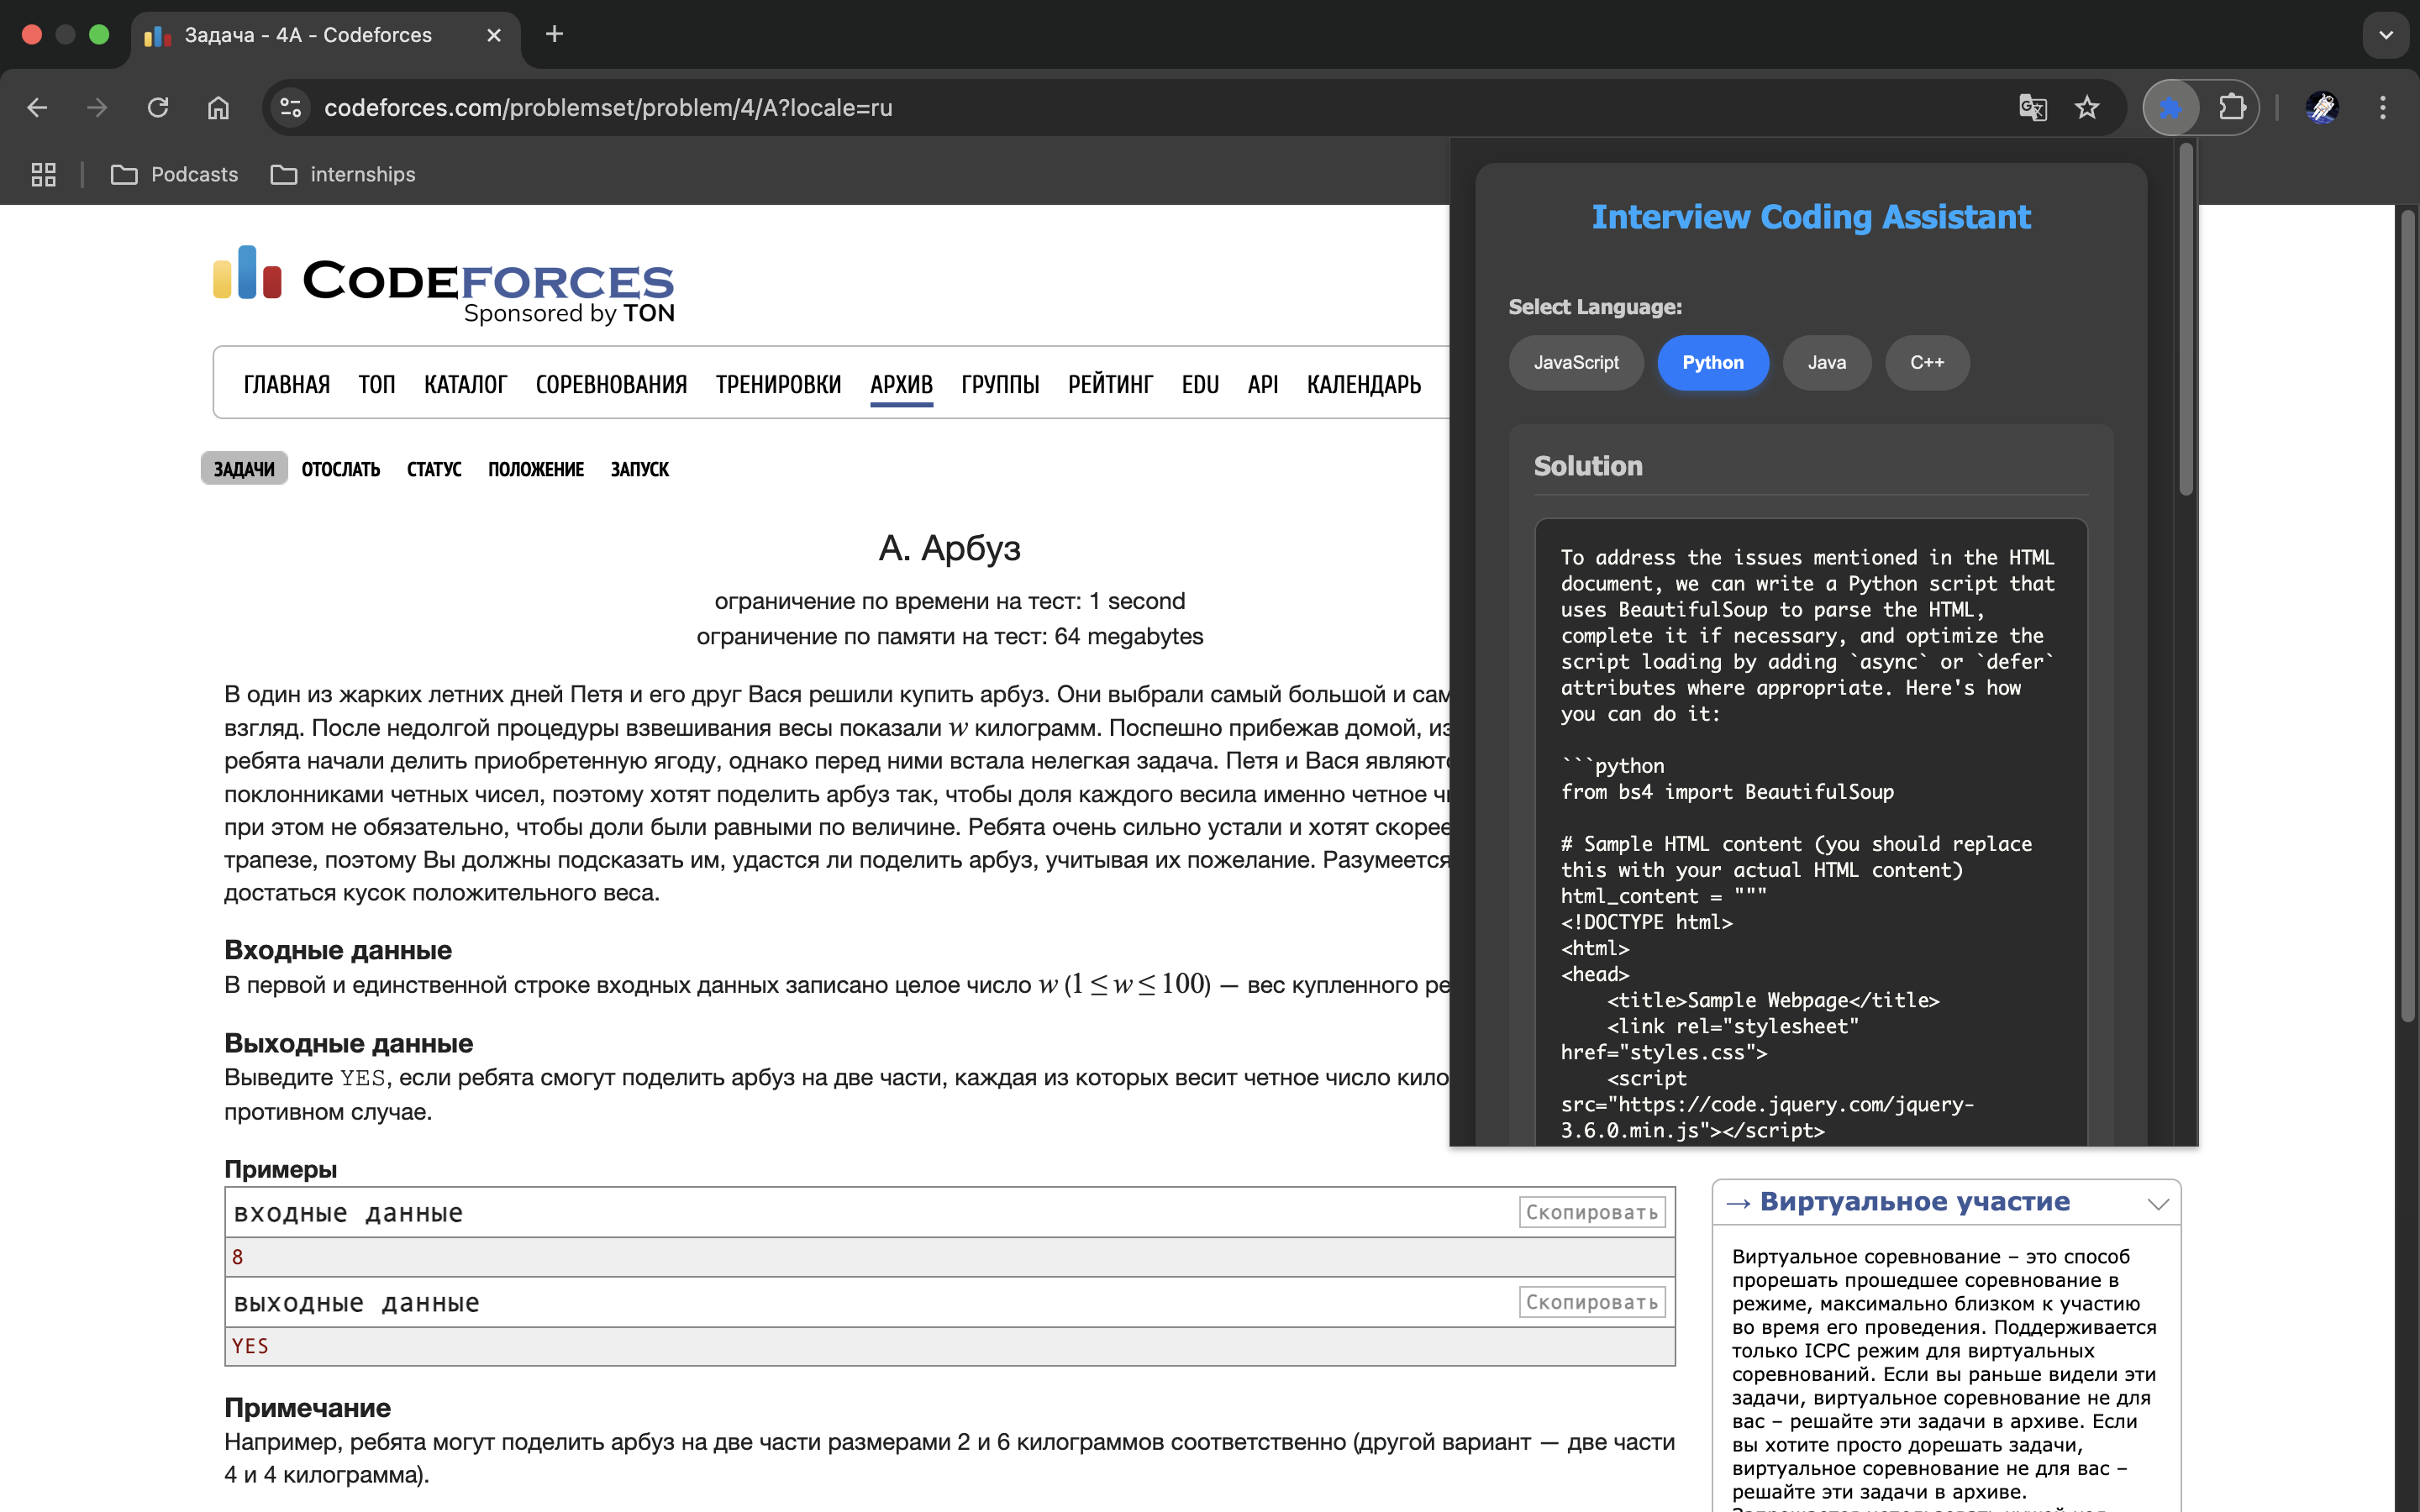 Задача - 4A - Codeforces
codeforces.com/problemset/problem/4/A?locale=ru
Podcasts
internships
CODEFORCES
Sponsored by TON
ГЛАВНАЯ ТОП КАТАЛОГ СОРЕВНОВАНИЯ ТРЕНИРОВКИ АРХИВ ГРУППЫ РЕЙТИНГ EDU API КАЛЕНДАРЬ
ЗАДАЧИ ОТОСЛАТЬ СТАТУС ПОЛОЖЕНИЕ ЗАПУСК
A. Арбуз
ограничение по времени на тест: 1 second
ограничение по памяти на тест: 64 megabytes
В один из жарких летних дней Петя и его друг Вася решили купить арбуз. Они выбрали самый большой и
взгляд. После недолгой процедуры взвешивания весы показали w килограмм. Поспешно прибежав домой,
ребята начали делить приобретенную ягоду, однако перед ними встала нелегкая задача. Петя и Вася
поклонниками четных чисел, поэтому хотят поделить арбуз так, чтобы доля каждого весила именно четное
при этом не обязательно, чтобы доли были равными по величине. Ребята очень сильно устали и хотят скорее
трапезе, поэтому Вы должны подсказать им, удастся ли поделить арбуз, учитывая их пожелание. Разумеется
достаться кусок положительного веса.
Входные данные
В первой и единственной строке входных данных записано целое число w (1 ≤ w ≤ 100) — вес купленного
Выходные данные
Выведите YES, если ребята смогут поделить арбуз на две части, каждая из которых весит четное число
противном случае.
Примеры
входные данные
Скопировать
8
выходные данные
Скопировать
YES
Примечание
Например, ребята могут поделить арбуз на две части размерами 2 и 6 килограммов соответственно (другой вариант — две части
4 и 4 килограмма).
Interview Coding Assistant
Select Language:
JavaScript Python Java C++
Solution
To address the issues mentioned in the HTML
document, we can write a Python script that
uses BeautifulSoup to parse the HTML,
complete it if necessary, and optimize the
script loading by adding `async` or `defer`
attributes where appropriate. Here's how
you can do it:
```python
from bs4 import BeautifulSoup
# Sample HTML content (you should replace
this with your actual HTML content)
html_content = """
<!DOCTYPE html>
<html>
<head>
<title>Sample Webpage</title>
<link rel="stylesheet"
href="styles.css">
<script
src="https://code.jquery.com/jquery-
3.6.0.min.js"></script>
→ Виртуальное участие
Виртуальное соревнование – это способ
прорешать прошедшее соревнование в
режиме, максимально близком к участию
во время его проведения. Поддерживается
только ICPC режим для виртуальных
соревнований. Если вы раньше видели эти
задачи, виртуальное соревнование не для
вас – решайте эти задачи в архиве. Если
вы хотите просто дорешать задачи,
виртуальное соревнование не для вас –
решайте эти задачи в архиве.